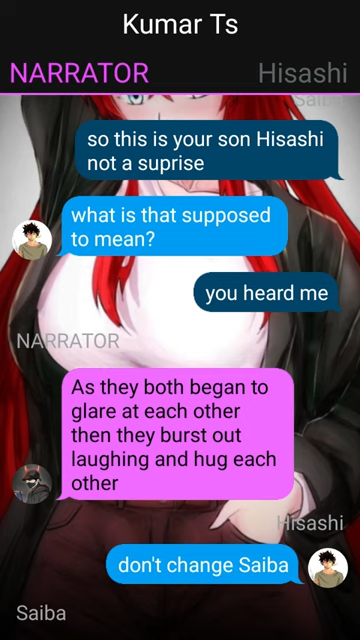 Kumar Ts
NARRATOR
Hisashi
Saiba
so this is your son Hisashi
not a suprise
what is that supposed
to mean?
you heard me
NARRATOR
As they both began to
glare at each other
then they burst out
laughing and hug each
other
Hisashi
don't change Saiba
Saiba